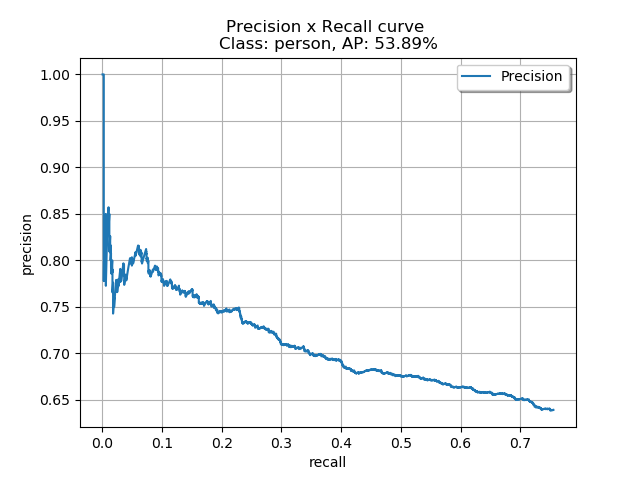 Precision x Recall curve
Class: person, AP: 53.89%
Precision
1.00
0.95
0.90
0.85
0.80
0.75
0.70
0.65
precision
0.0 0.1 0.2 0.3 0.4 0.5 0.6 0.7
recall